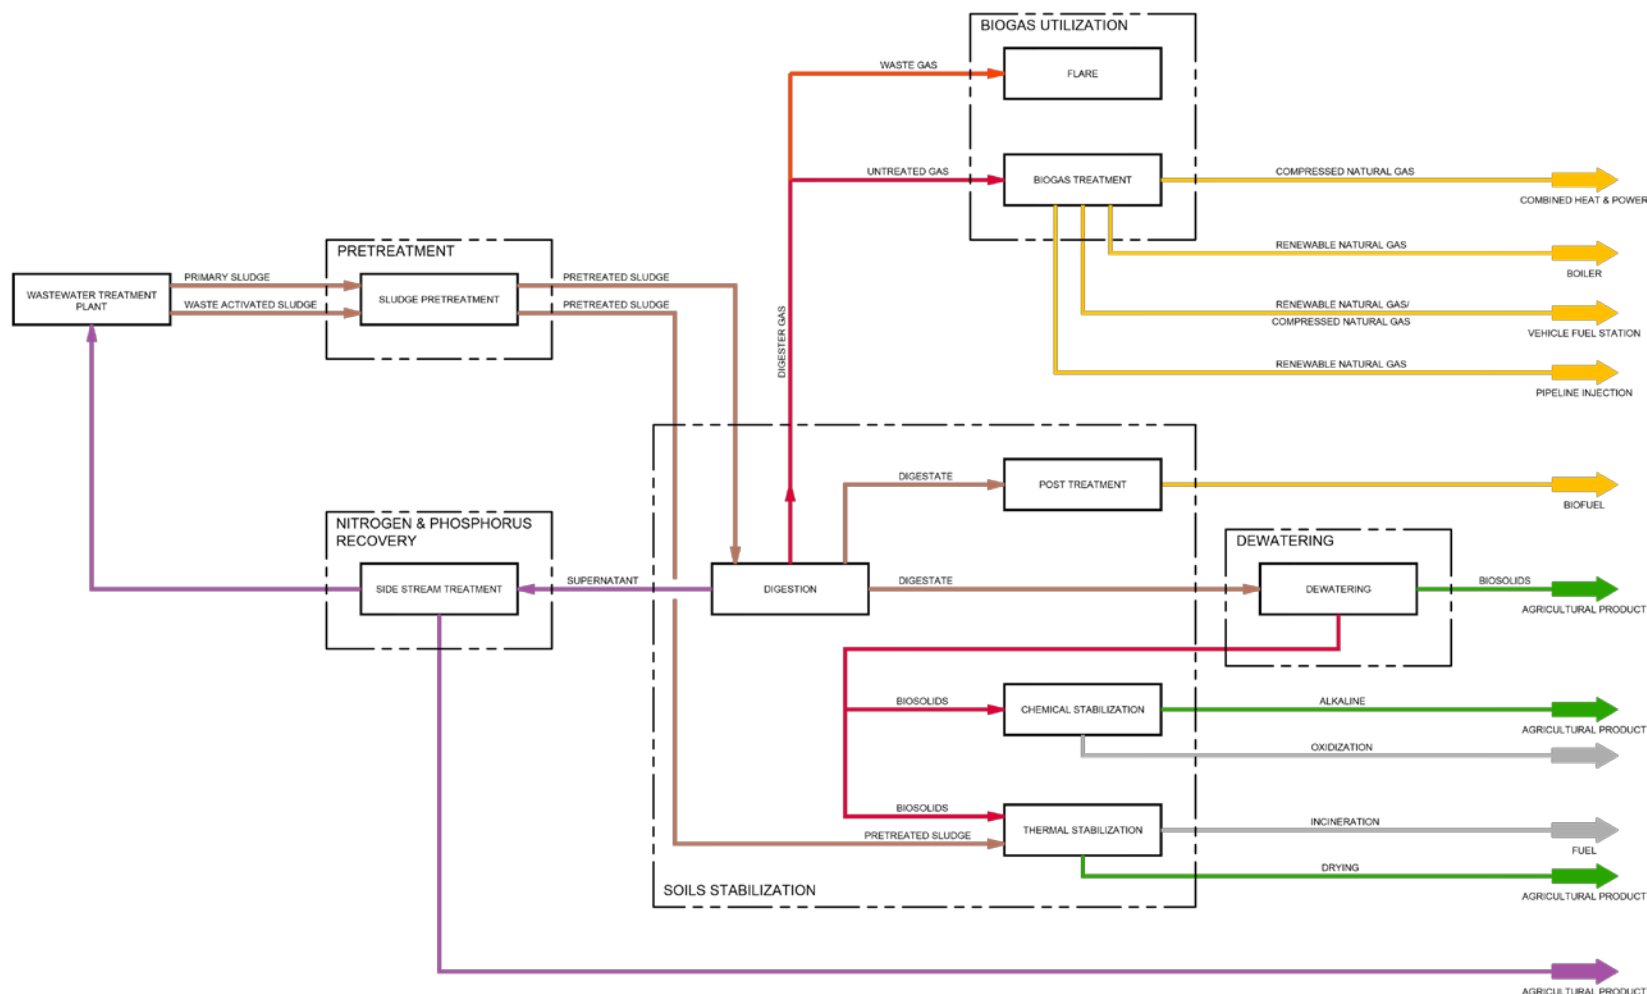 BIOGAS UTILIZATION
WASTE GAS
FLARE
UNTREATED GAS
BIOGAS TREATMENT
COMPRESSED NATURAL GAS
COMBINED HEAT & POWER
RENEWABLE NATURAL GAS
BOILER
RENEWABLE NATURAL GAS/
COMPRESSED NATURAL GAS
VEHICLE FUEL STATION
RENEWABLE NATURAL GAS
PIPELINE INJECTION
DIGESTER GAS
PRETREATMENT
WASTEWATER TREATMENT
PLANT
PRIMARY SLUDGE
WASTE ACTIVATED SLUDGE
SLUDGE PRETREATMENT
PRETREATED SLUDGE
PRETREATED SLUDGE
DIGESTATE
POST TREATMENT
BIOFUEL
NITROGEN & PHOSPHORUS
RECOVERY
SIDE STREAM TREATMENT
SUPERNATANT
DIGESTION
DIGESTATE
DEWATERING
DEWATERING
BIOSOLIDS
AGRICULTURAL PRODUCT
BIOSOLIDS
CHEMICAL STABILIZATION
ALKALINE
AGRICULTURAL PRODUCT
OXIDIZATION
BIOSOLIDS
PRETREATED SLUDGE
THERMAL STABILIZATION
INCINERATION
FUEL
DRYING
AGRICULTURAL PRODUCT
SOILS STABILIZATION
AGRICULTURAL PRODUCT